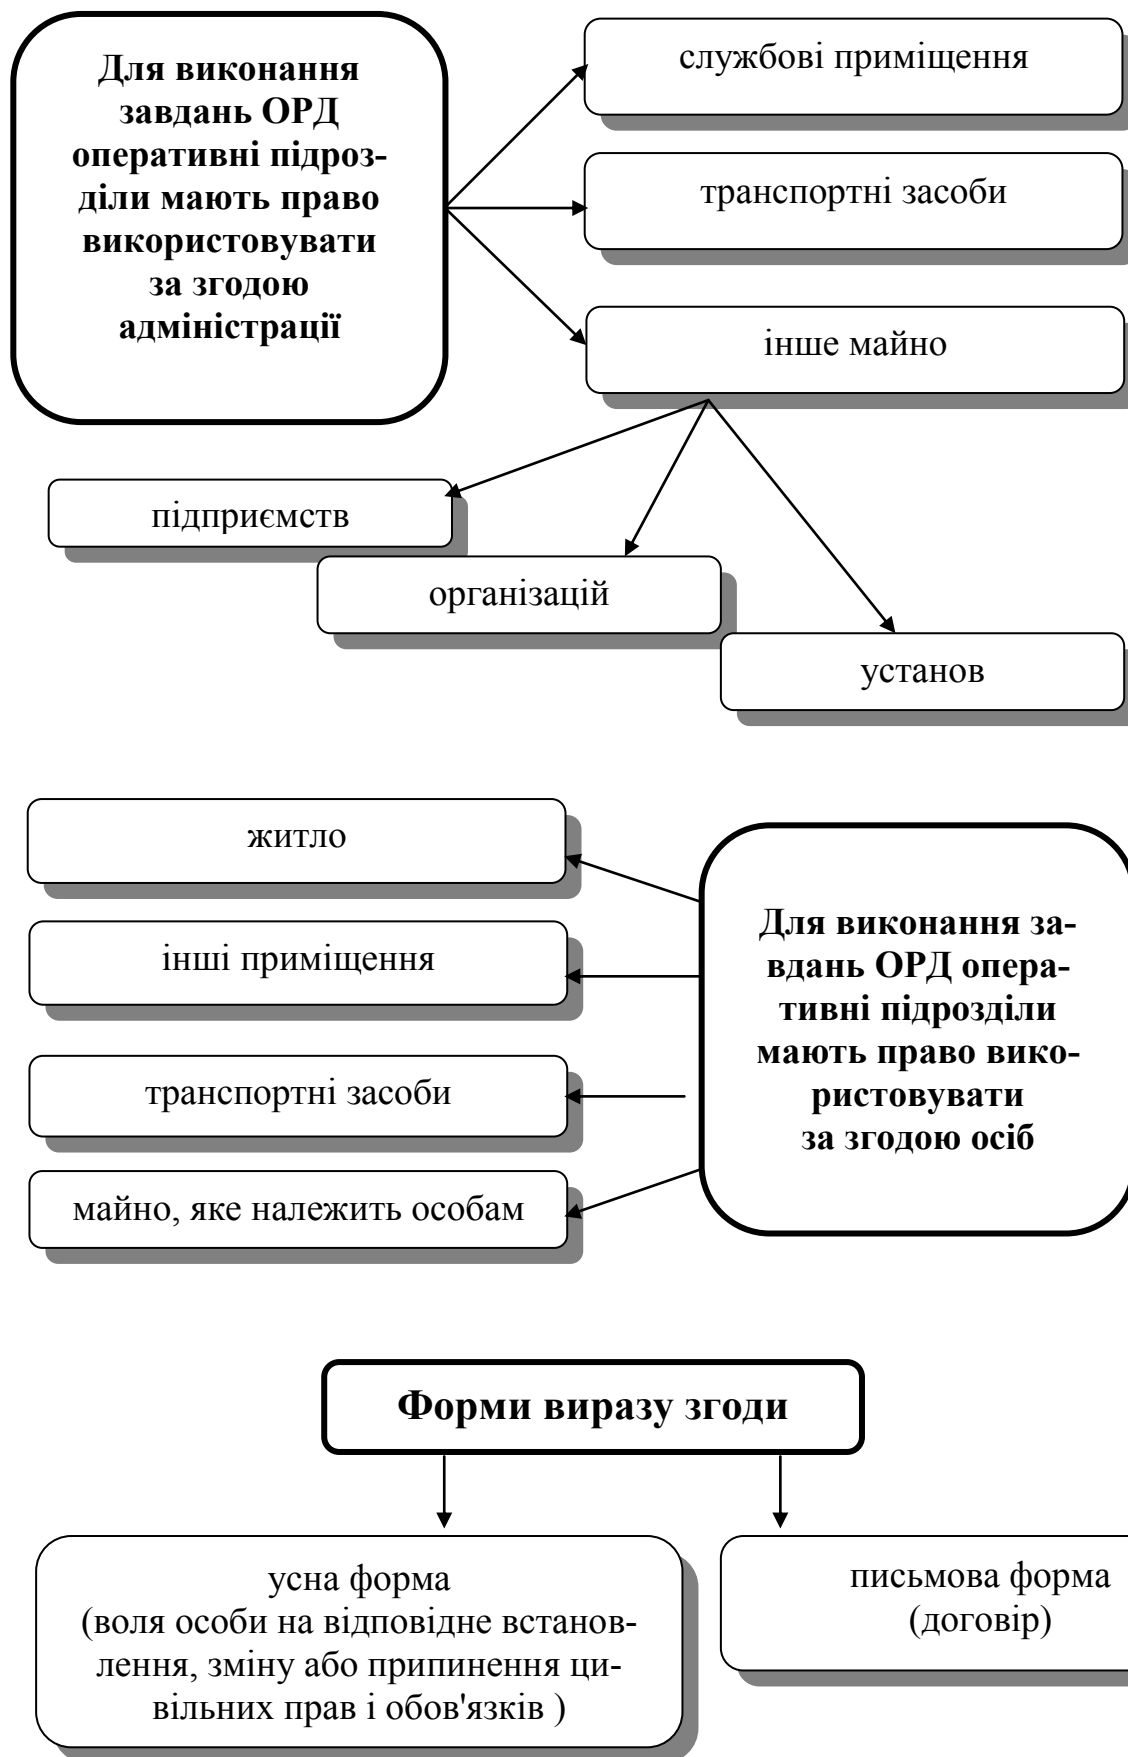 Для виконання
завдань ОРД
оперативні підроз-
діли мають право
використовувати
за згодою
адміністрації
службові приміщення
транспортні засоби
інше майно
підприємств
організацій
установ
житло
інші приміщення
транспортні засоби
майно, яке належить особам
Для виконання за-
вдань ОРД опера-
тивні підрозділи
мають право вико-
ристовувати
за згодою осіб
Форми виразу згоди
усна форма
(воля особи на відповідне встанов-
лення, зміну або припинення ци-
вільних прав і обов'язків )
письмова форма
(договір)